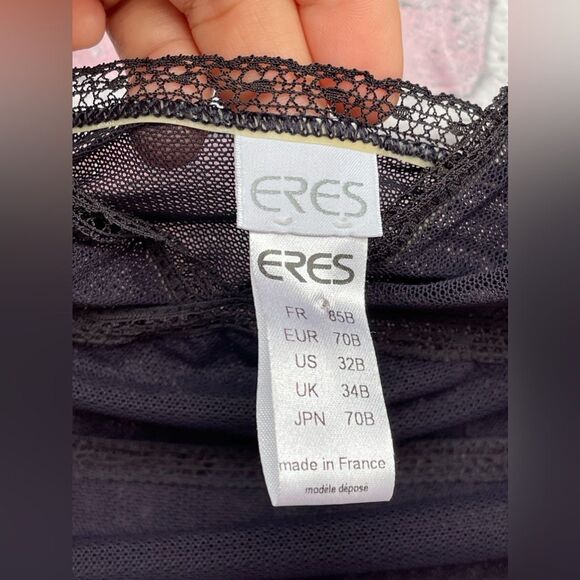 ERES
ERES
FR 85B
EUR 70B
US 32B
UK 34B
JPN 70B
made in France
modèle déposé